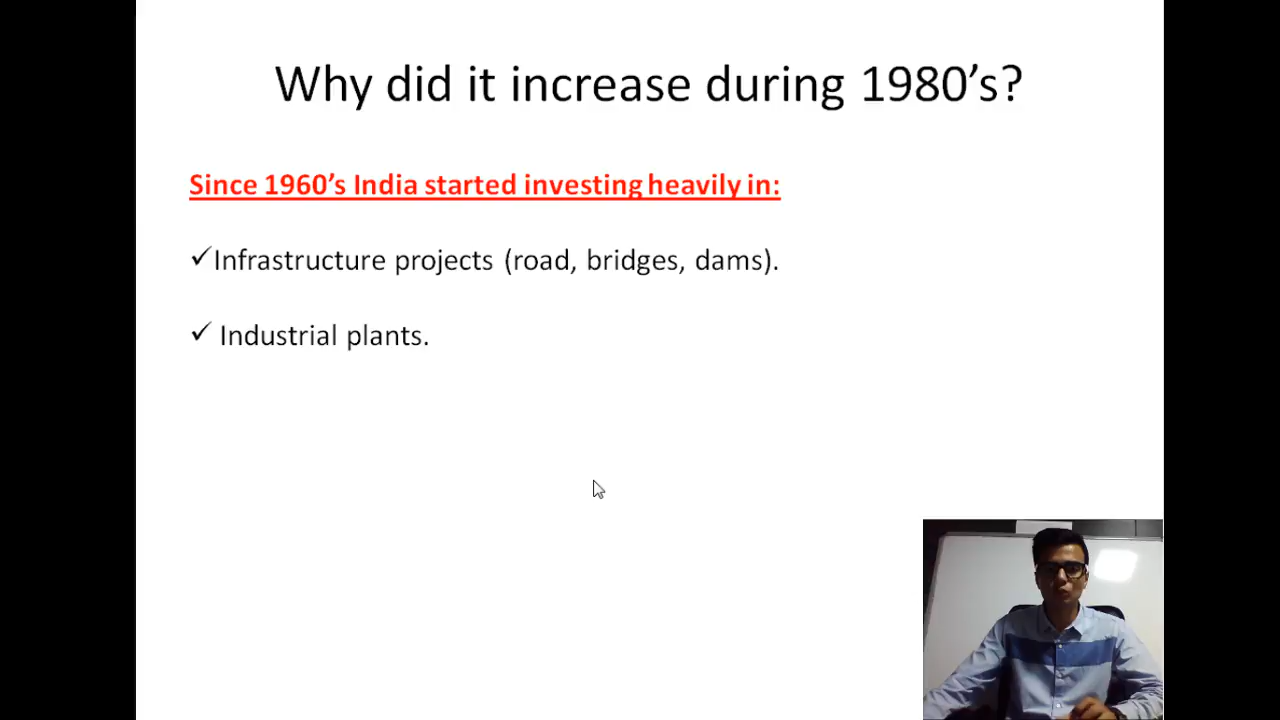 Why did it increase during 1980’s?
Since 1960’s India started investing heavily in:
✓Infrastructure projects (road, bridges, dams).
✓ Industrial plants.